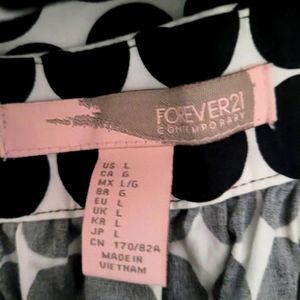 FOREVER21
CONTEMPORARY
US L
CA G
MX L/G
BR G
EU L
UK L
KR L
JP L
CN 170/82A
MADE IN
VIETNAM